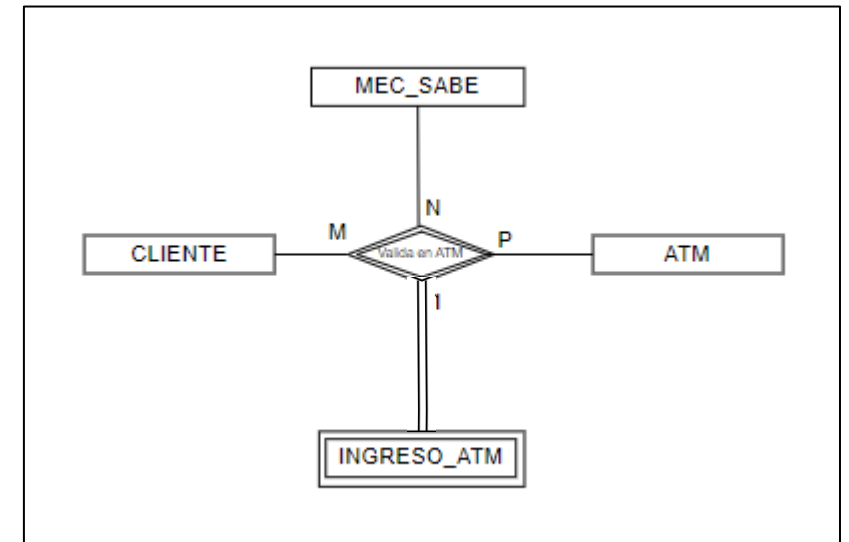 MEC_SABE
N
M
P
CLIENTE
Valida en ATM
ATM
1
INGRESO_ATM